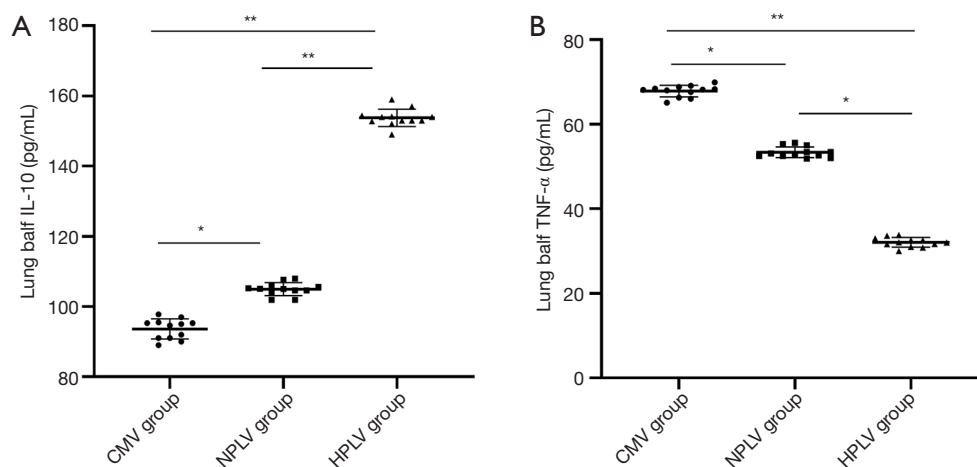 A
Lung balf IL-10 (pg/mL)
180
160
140
120
100
80
**
**
*
CMV group
NPLV group
HPLV group
B
Lung balf TNF-α (pg/mL)
80
60
40
20
0
**
*
*
CMV group
NPLV group
HPLV group